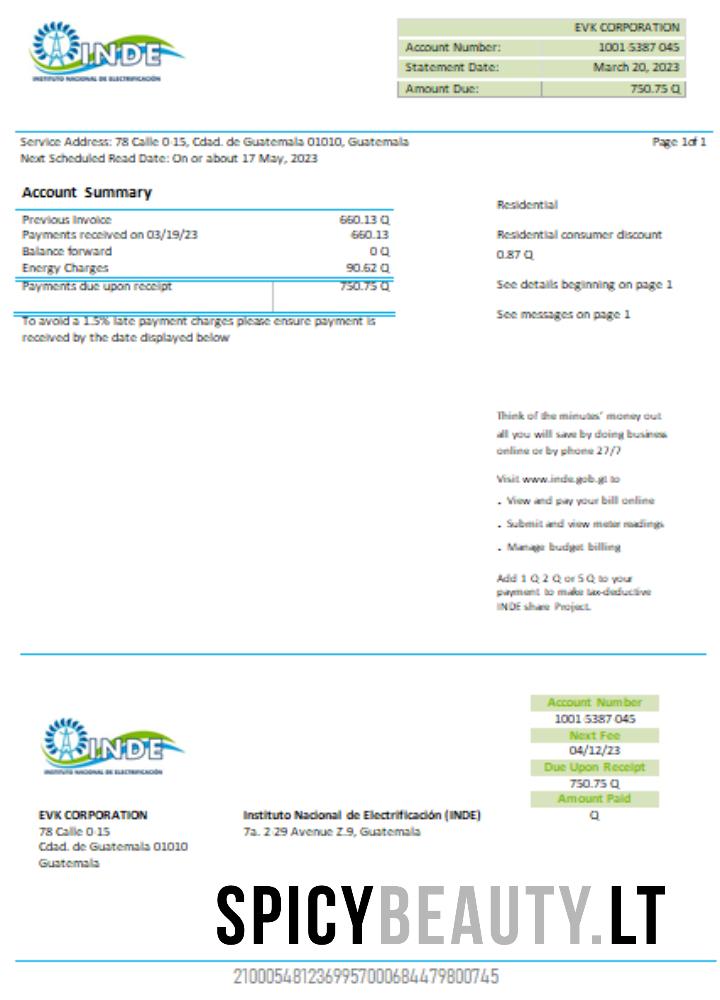 INDE
INSTITUTO NACIONAL DE ELECTRIFICACIÓN
EVK CORPORATION
Account Number: 1001 5387 045
Statement Date: March 20, 2023
Amount Due: 750.75 Q
Service Address: 78 Calle 0-15, Cdad. de Guatemala 01010, Guatemala
Page 1of 1
Next Scheduled Read Date: On or about 17 May, 2023
Account Summary
Previous Invoice 660.13 Q
Payments received on 03/19/23 660.13
Balance forward 0 Q
Energy Charges 90.62 Q
Payments due upon receipt 750.75 Q
To avoid a 1.5% late payment charges please ensure payment is
received by the date displayed below
Residential
Residential consumer discount
0.87 Q
See details beginning on page 1
See messages on page 1
Think of the minutes' money out
all you will save by doing business
online or by phone 27/7
Visit www.inde.gob.gt to
. View and pay your bill online
. Submit and view meter readings
. Manage budget billing
Add 1 Q 2 Q or 5 Q to your
payment to make tax-deductive
INDE share Project.
INDE
INSTITUTO NACIONAL DE ELECTRIFICACIÓN
Account Number
1001 5387 045
Next Fee
04/12/23
Due Upon Receipt
750.75 Q
Amount Paid
Q
EVK CORPORATION
78 Calle 0-15
Cdad. de Guatemala 01010
Guatemala
Instituto Nacional de Electrificación (INDE)
7a. 2-29 Avenue Z.9, Guatemala
SPICYBEAUTY.LT
2100054812369957000684479800745